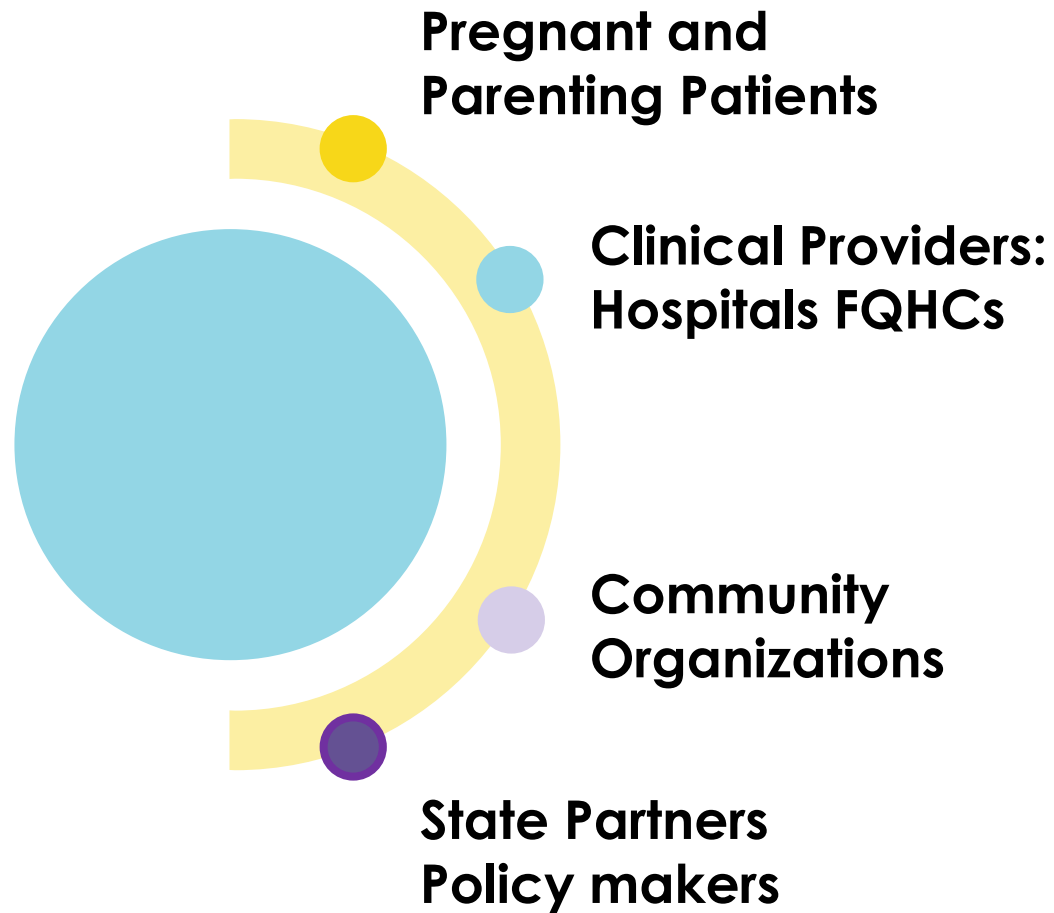 Pregnant and
Parenting Patients
Clinical Providers:
Hospitals FQHCs
Community
Organizations
State Partners
Policy makers